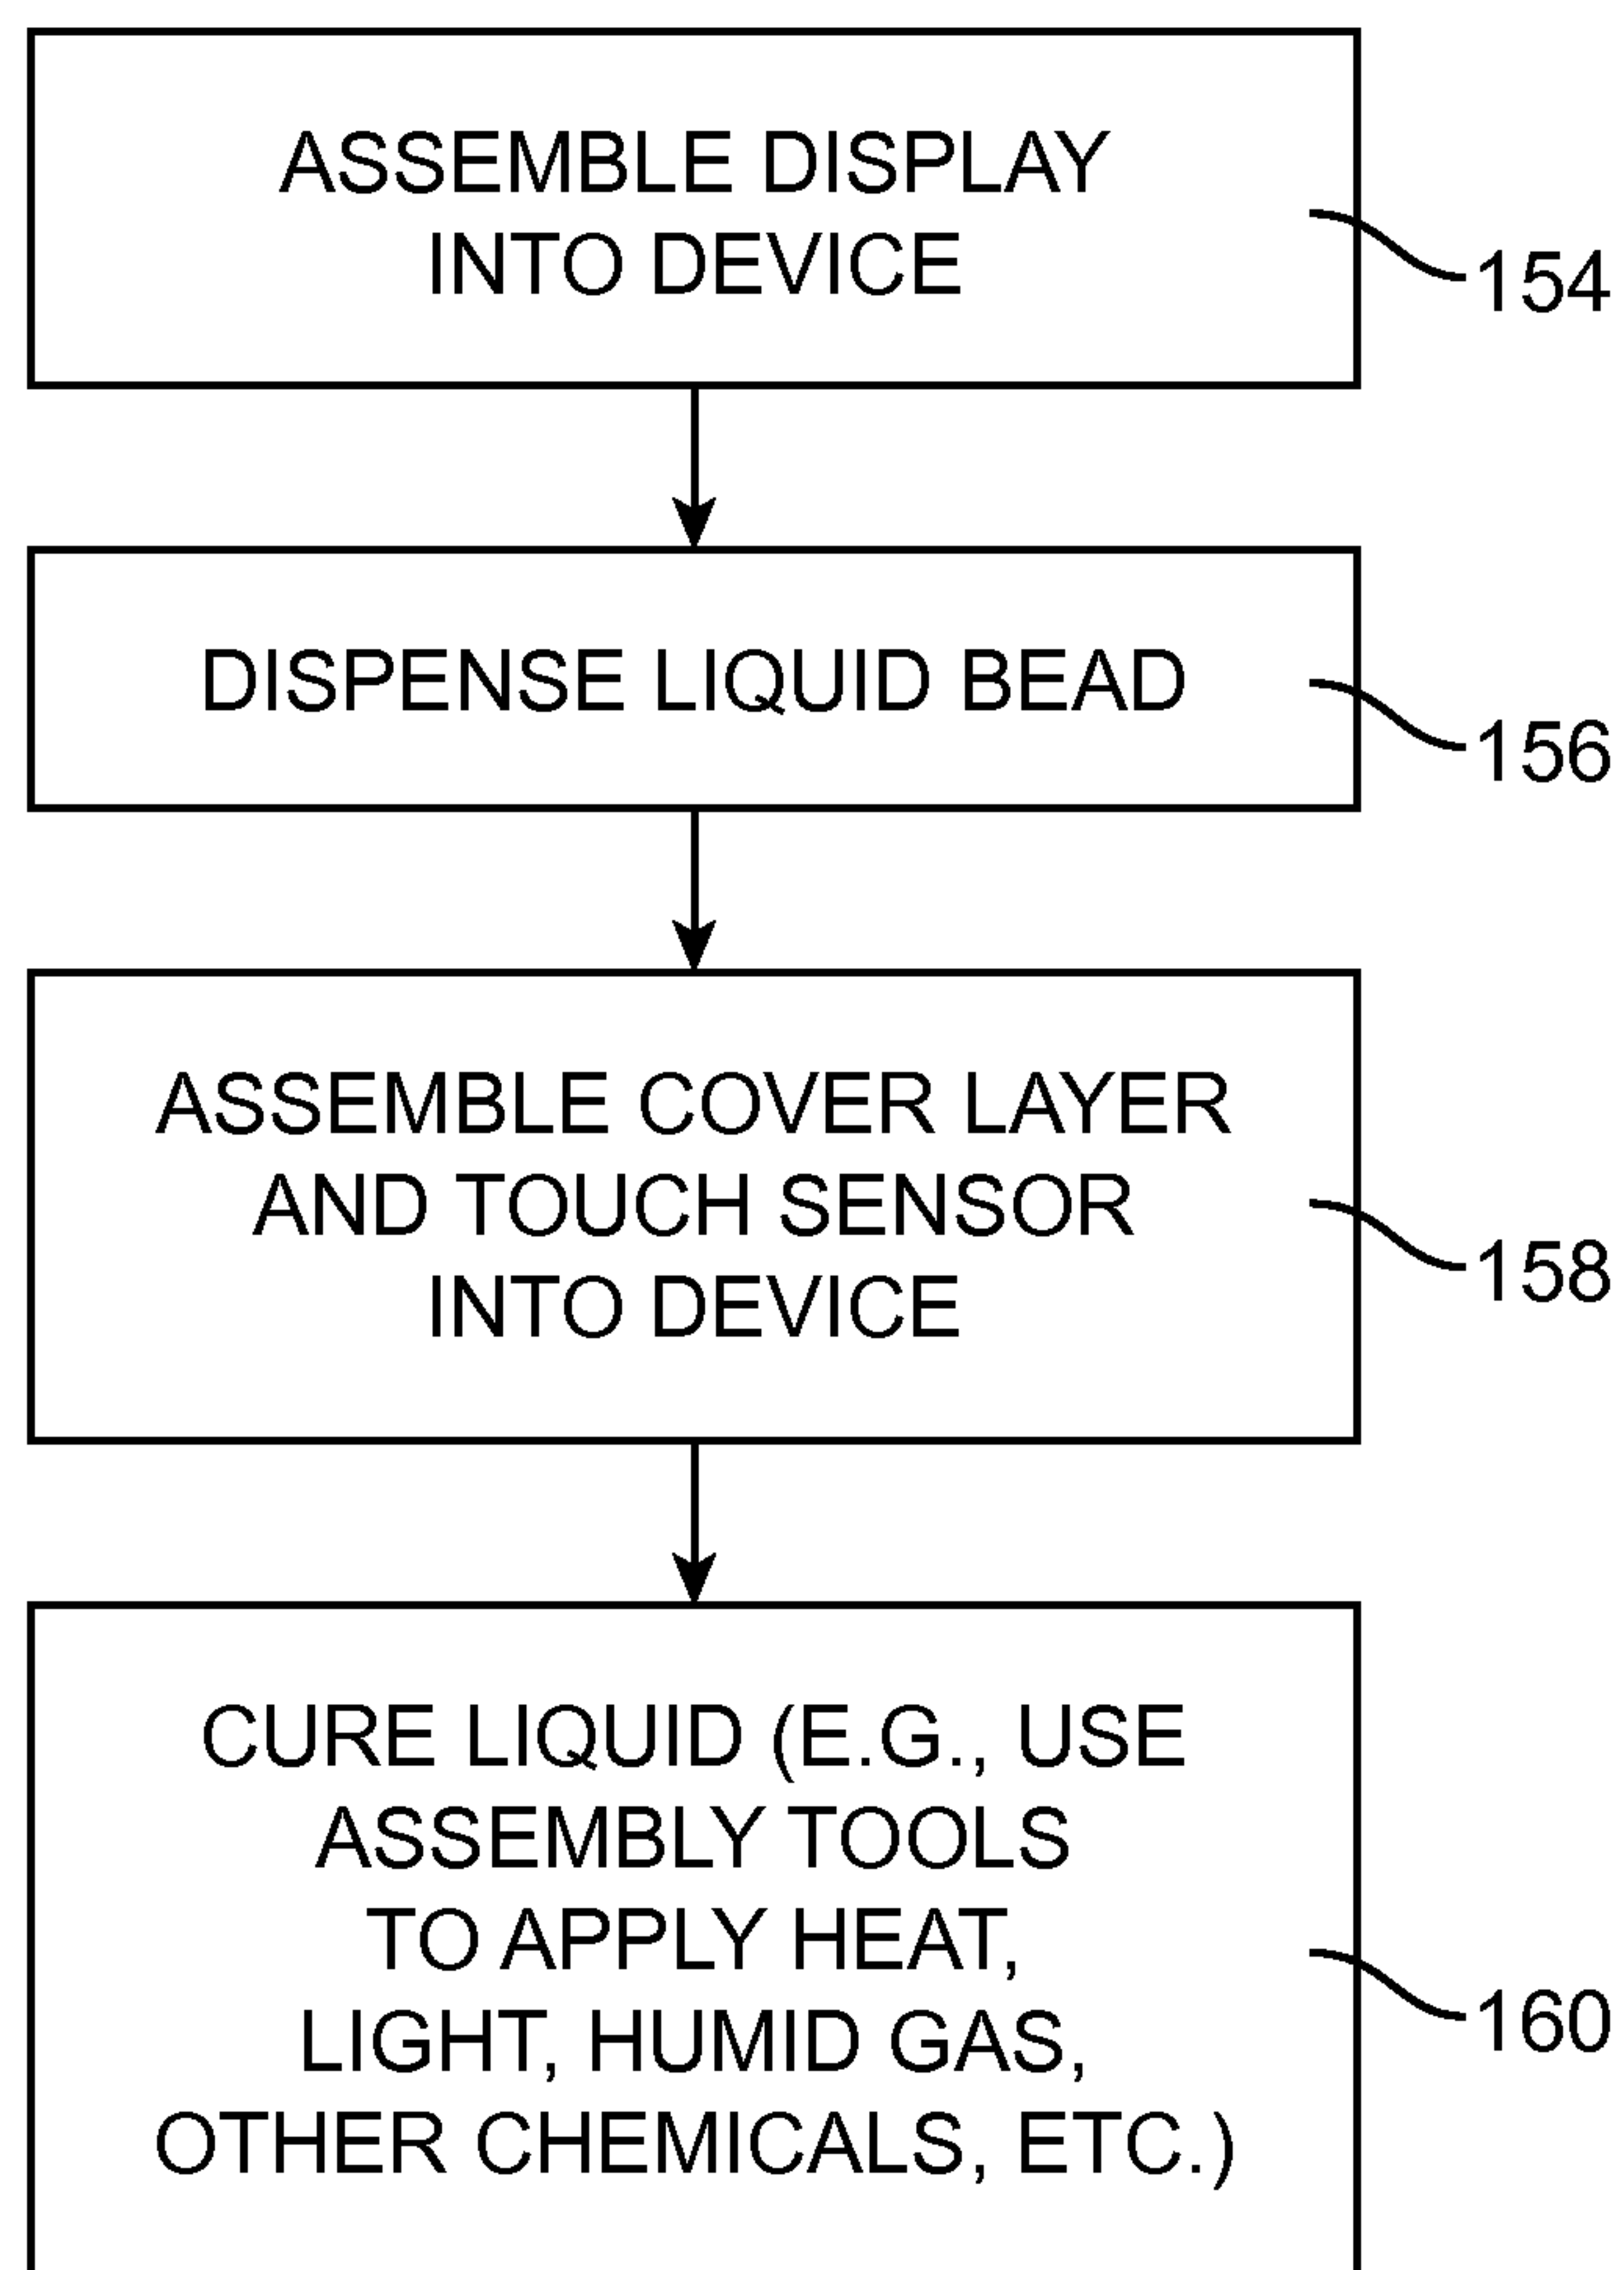 ASSEMBLE DISPLAY
INTO DEVICE
154
DISPENSE LIQUID BEAD
156
ASSEMBLE COVER LAYER
AND TOUCH SENSOR
INTO DEVICE
158
CURE LIQUID (E.G., USE
ASSEMBLY TOOLS
TO APPLY HEAT,
LIGHT, HUMID GAS,
OTHER CHEMICALS, ETC.)
160